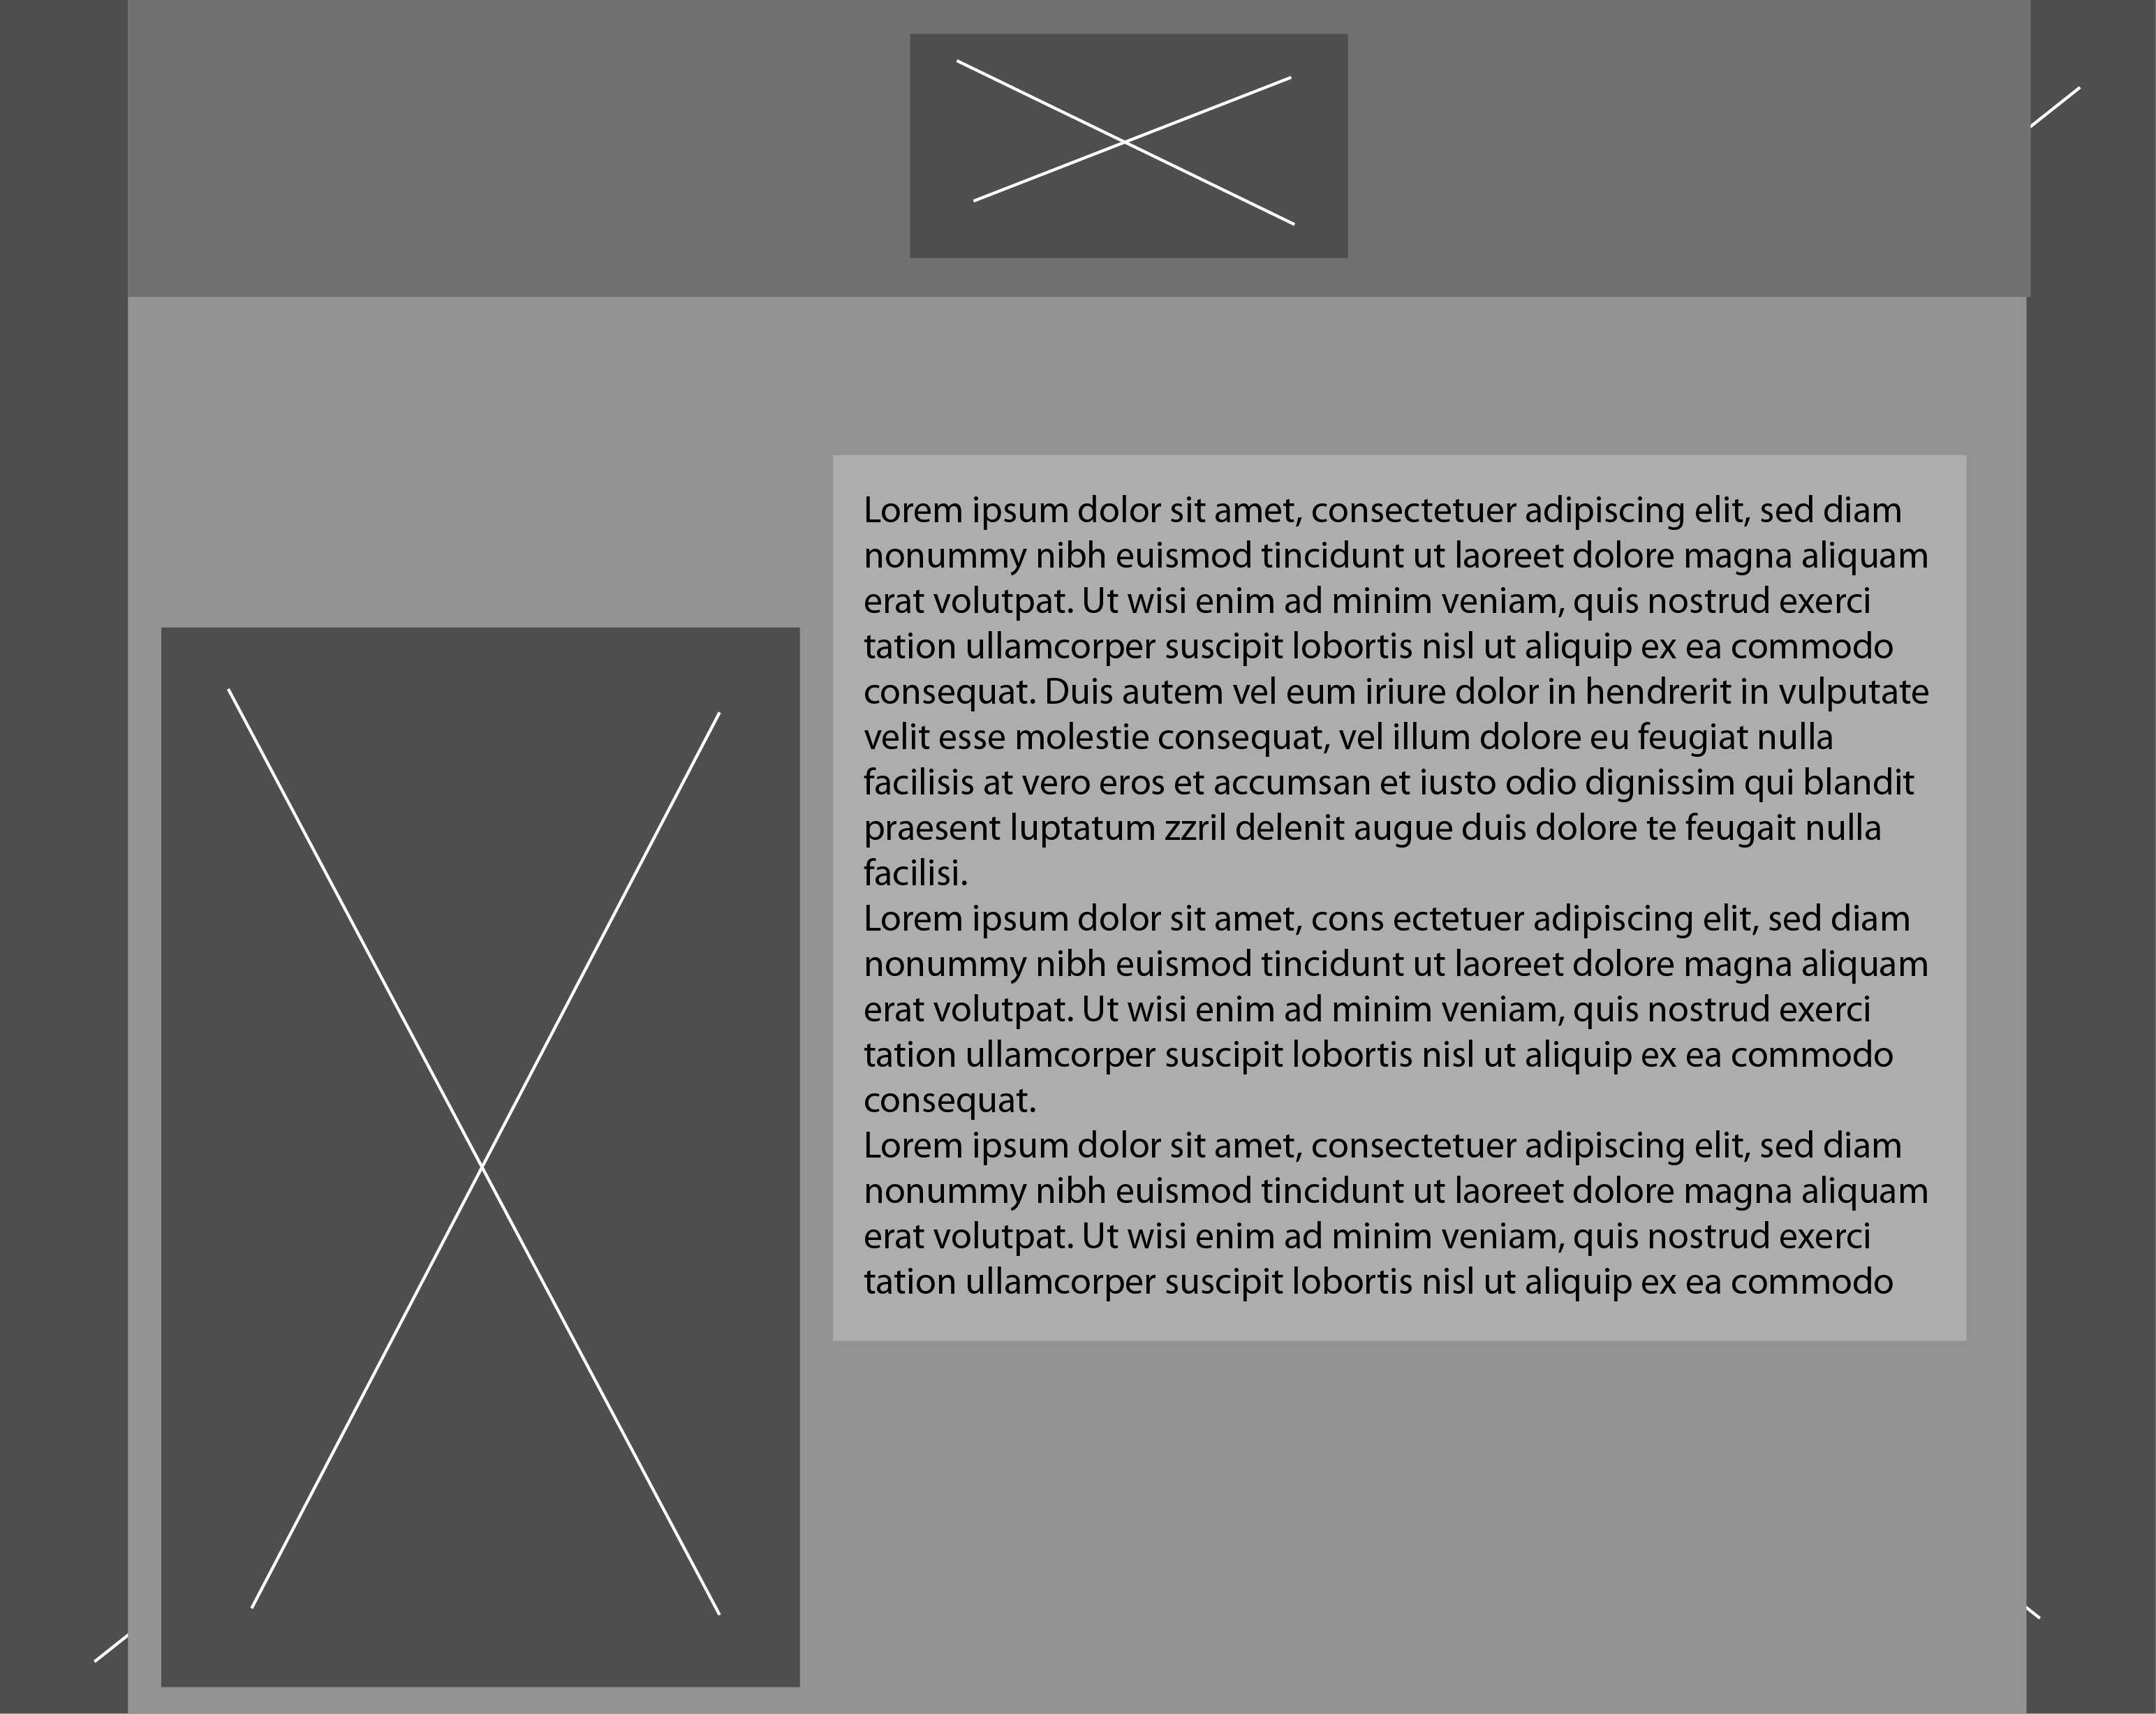 Lorem ipsum dolor sit amet, consectetuer adipiscing elit, sed diam
nonummy nibh euismod tincidunt ut laoreet dolore magna aliquam
erat volutpat. Ut wisi enim ad minim veniam, quis nostrud exerci
tation ullamcorper suscipit lobortis nisl ut aliquip ex ea commodo
consequat. Duis autem vel eum iriure dolor in hendrerit in vulputate
velit esse molestie consequat, vel illum dolore eu feugiat nulla
facilisis at vero eros et accumsan et iusto odio dignissim qui blandit
praesent luptatum zzril delenit augue duis dolore te feugait nulla
facilisi.
Lorem ipsum dolor sit amet, cons ectetuer adipiscing elit, sed diam
nonummy nibh euismod tincidunt ut laoreet dolore magna aliquam
erat volutpat. Ut wisi enim ad minim veniam, quis nostrud exerci
tation ullamcorper suscipit lobortis nisl ut aliquip ex ea commodo
consequat.
Lorem ipsum dolor sit amet, consectetuer adipiscing elit, sed diam
nonummy nibh euismod tincidunt ut laoreet dolore magna aliquam
erat volutpat. Ut wisi enim ad minim veniam, quis nostrud exerci
tation ullamcorper suscipit lobortis nisl ut aliquip ex ea commodo